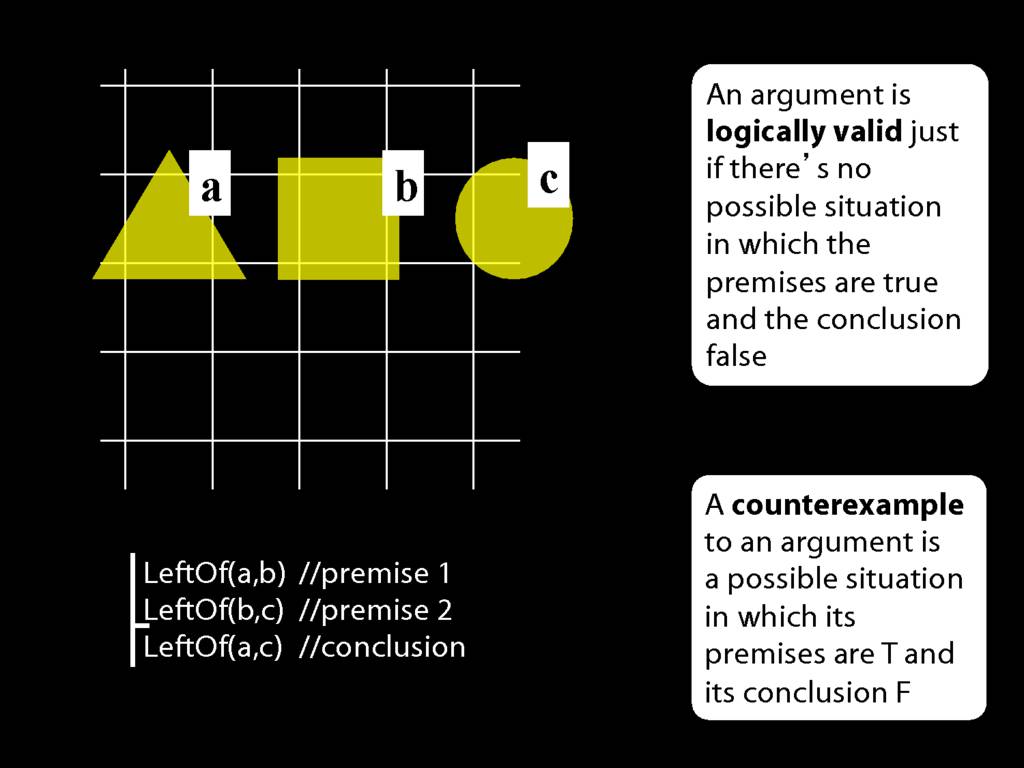 a
b
c
An argument is
logically valid just
if there’s no
possible situation
in which the
premises are true
and the conclusion
false
LeftOf(a,b) //premise 1
LeftOf(b,c) //premise 2
LeftOf(a,c) //conclusion
A counterexample
to an argument is
a possible situation
in which its
premises are T and
its conclusion F